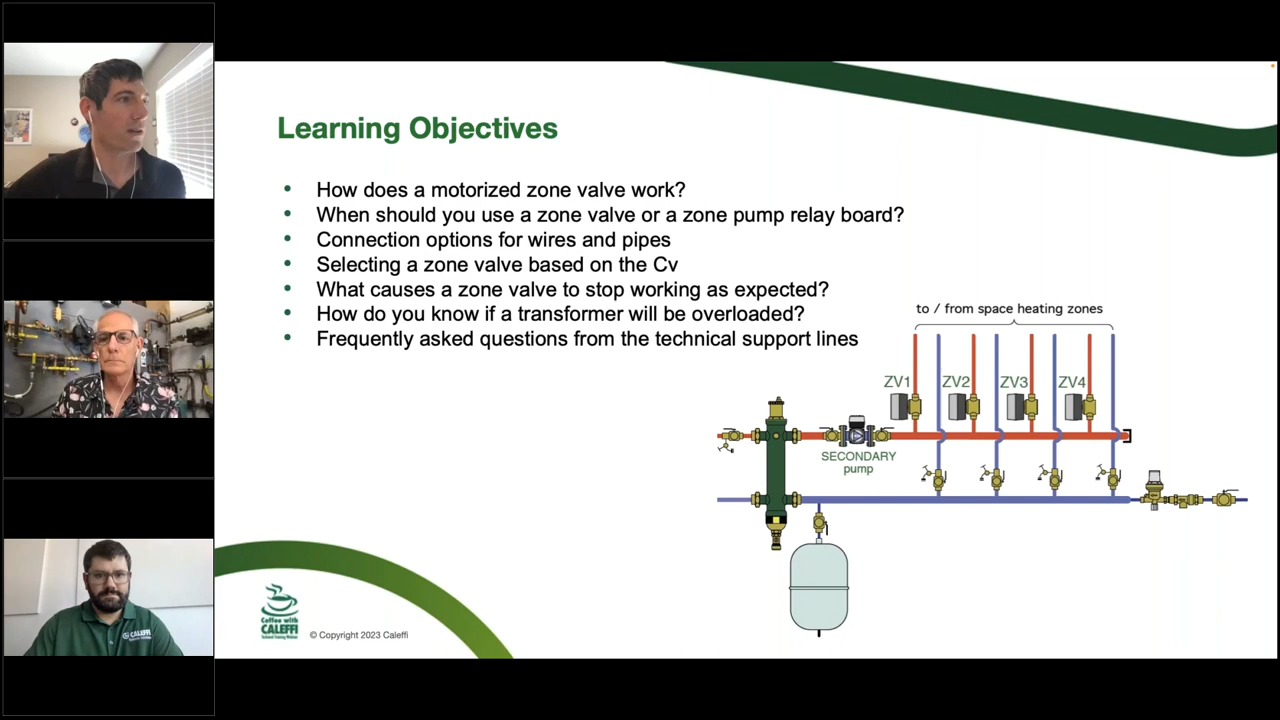 Learning Objectives
• How does a motorized zone valve work?
• When should you use a zone valve or a zone pump relay board?
• Connection options for wires and pipes
• Selecting a zone valve based on the Cv
• What causes a zone valve to stop working as expected?
• How do you know if a transformer will be overloaded?
• Frequently asked questions from the technical support lines
to / from space heating zones
ZV1 ZV2 ZV3 ZV4
SECONDARY
pump
Coffee with
CALEFFI
© Copyright 2023 Caleffi
CALEFFI